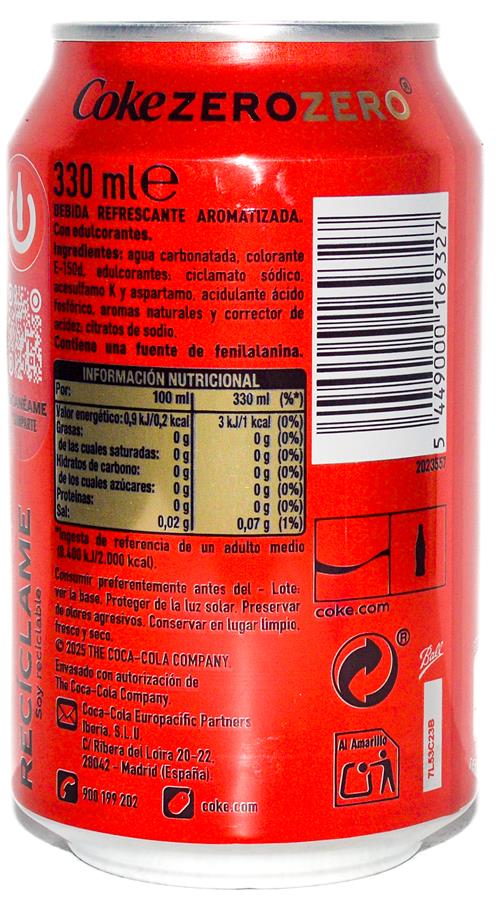 Coke ZERO ZERO®
330 ml ℮
BEBIDA REFRESCANTE AROMATIZADA.
Con edulcorantes.
Ingredientes: agua carbonatada, colorante
E-150d, edulcorantes: ciclamato sódico,
acesulfamo K y aspartamo, acidulante ácido
fosfórico, aromas naturales y corrector de
acidez: citratos de sodio.
Contiene una fuente de fenilalanina.
INFORMACIÓN NUTRICIONAL
Por: 100 ml 330 ml (%*)
Valor energético: 0,9 kJ/0,2 kcal 3 kJ/1 kcal (0%)
Grasas: 0 g 0 g (0%)
de las cuales saturadas: 0 g 0 g (0%)
Hidratos de carbono: 0 g 0 g (0%)
de los cuales azúcares: 0 g 0 g (0%)
Proteínas: 0 g 0 g (0%)
Sal: 0,02 g 0,07 g (1%)
*Ingesta de referencia de un adulto medio
(8.400 kJ/2.000 kcal).
Consumir preferentemente antes del - Lote:
ver la base. Proteger de la luz solar. Preservar
de olores agresivos. Conservar en lugar limpio,
fresco y seco.
© 2025 THE COCA-COLA COMPANY.
Envasado con autorización de
The Coca-Cola Company.
Coca-Cola Europacific Partners
Iberia, S.L.U.
C/ Ribera del Loira 20-22.
28042 - Madrid (España).
900 199 202
coke.com
5 449000 169327
2023557
coke.com
®
Ball
Al Amarillo
7L53C23B
RECICLAME
Soy reciclable